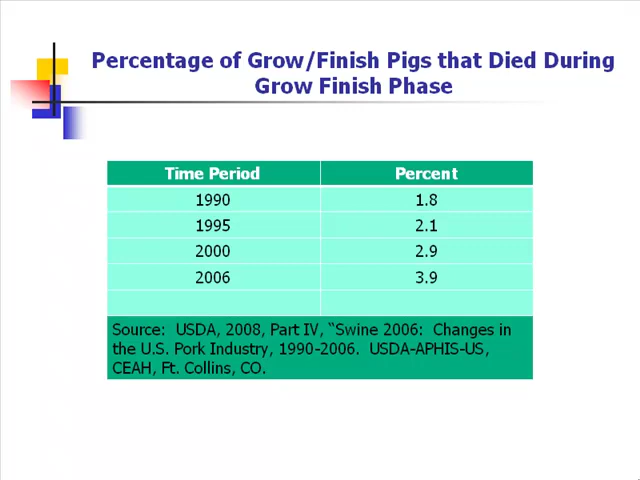 Percentage of Grow/Finish Pigs that Died During
Grow Finish Phase
Time Period Percent
1990 1.8
1995 2.1
2000 2.9
2006 3.9
Source: USDA, 2008, Part IV, “Swine 2006: Changes in
the U.S. Pork Industry, 1990-2006. USDA-APHIS-US,
CEAH, Ft. Collins, CO.